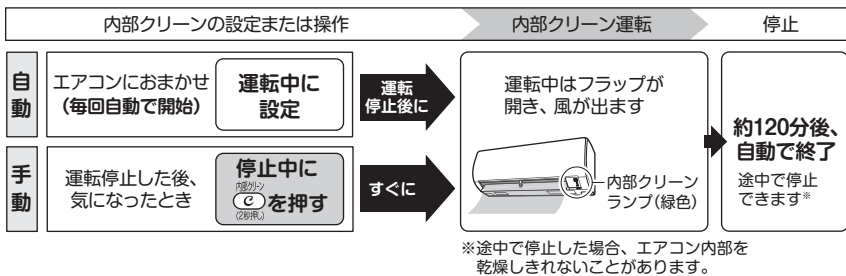 内部クリーンの設定または操作
内部クリーン運転
停止
自動
エアコンにおまかせ
(毎回自動で開始)
運転中に
設定
運転
停止後に
手動
運転停止した後、
気になったとき
停止中に
内部クリーン
を押す
(2秒押し)
すぐに
運転中はフラップが
開き、風が出ます
内部クリーン
ランプ(緑色)
約120分後、
自動で終了
途中で停止
できます※
※途中で停止した場合、エアコン内部を
乾燥しきれないことがあります。